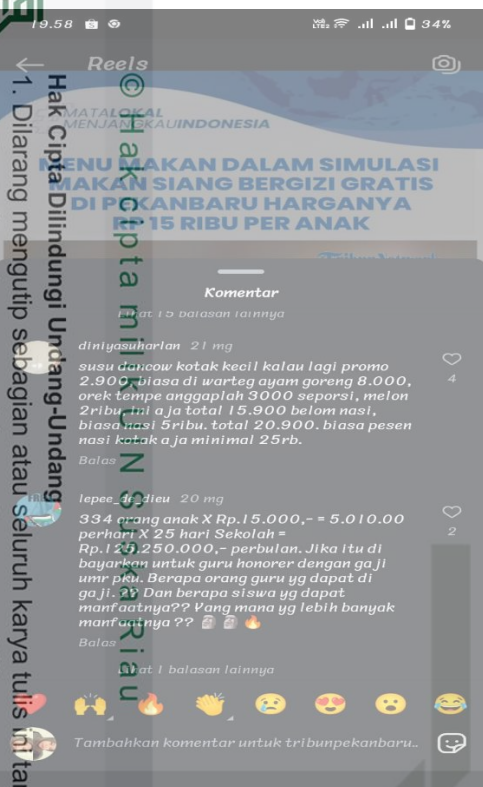 19.58
34%
Reels
MATALOKAL
MENJANGKAUINDONESIA
MENU MAKAN DALAM SIMULASI
MAKAN SIANG BERGIZI GRATIS
DI PEKANBARU HARGANYA
RP 15 RIBU PER ANAK
Komentar
Lihat 15 balasan lainnya
diniyasuharlan 21 mg
susu dancow kotak kecil kalau lagi promo
2.900, biasa di warteg ayam goreng 8.000,
orek tempe anggaplah 3000 seporsi, melon
2ribu. Ini aja total 15.900 belom nasi,
biasa nasi 5ribu. total 20.900. biasa pesen
nasi kotak aja minimal 25rb.
4
Balas
lepee_de_dieu 20 mg
334 orang anak X Rp.15.000,- = 5.010.00
perhari X 25 hari Sekolah =
Rp.125.250.000,- perbulan. Jika itu di
bayarkan untuk guru honorer dengan gaji
umr pku. Berapa orang guru yg dapat di
gaji. ?? Dan berapa siswa yg dapat
manfaatnya?? Yang mana yg lebih banyak
manfaatnya ?? 🗿 🗿 🔥
2
Balas
Lihat 1 balasan lainnya
Tambahkan komentar untuk tribunpekanbaru..
© Hak cipta milik UIN Suska Riau
Hak Cipta Dilindungi Undang-Undang
1. Dilarang mengutip sebagian atau seluruh karya tulis ini